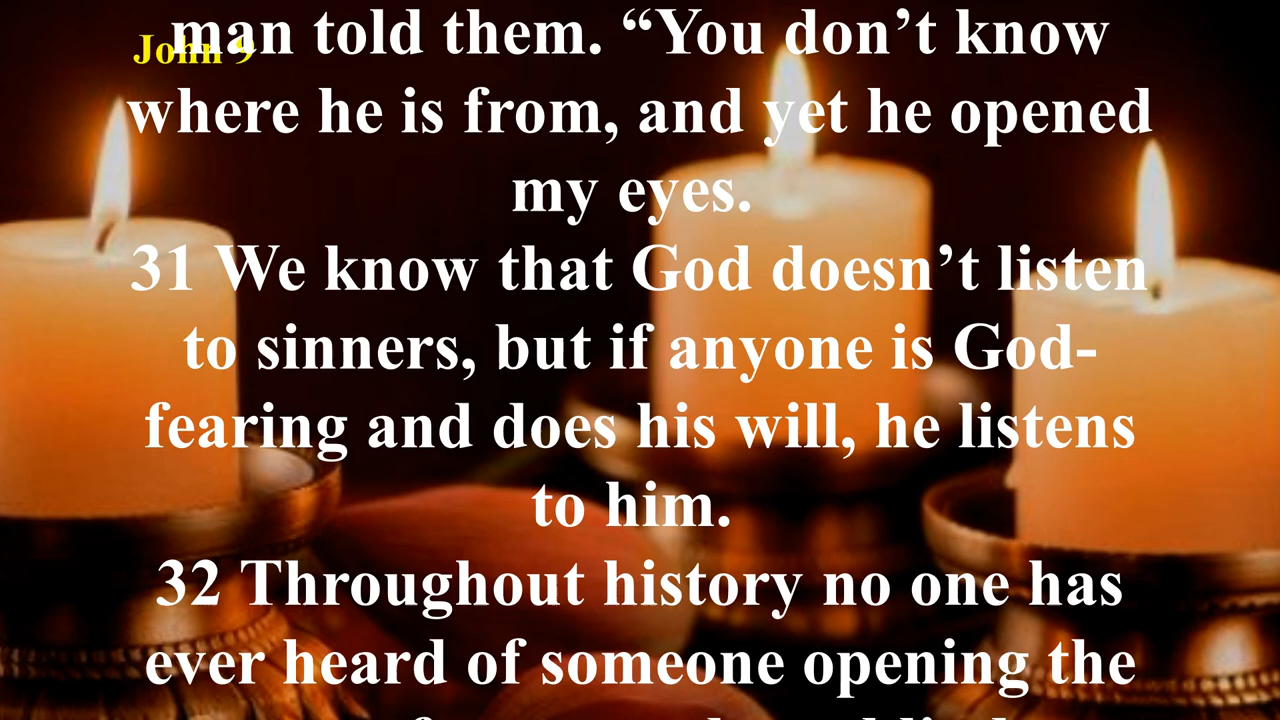 John 9
man told them. “You don’t know
where he is from, and yet he opened
my eyes.
31 We know that God doesn’t listen
to sinners, but if anyone is God-
fearing and does his will, he listens
to him.
32 Throughout history no one has
ever heard of someone opening the